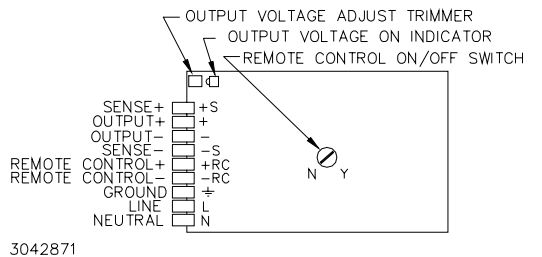 OUTPUT VOLTAGE ADJUST TRIMMER
OUTPUT VOLTAGE ON INDICATOR
REMOTE CONTROL ON/OFF SWITCH
SENSE+ +S
OUTPUT+ +
OUTPUT− −
SENSE− −S
REMOTE CONTROL+ +RC
REMOTE CONTROL− −RC
GROUND ⏚
LINE L
NEUTRAL N
N Y
3042871